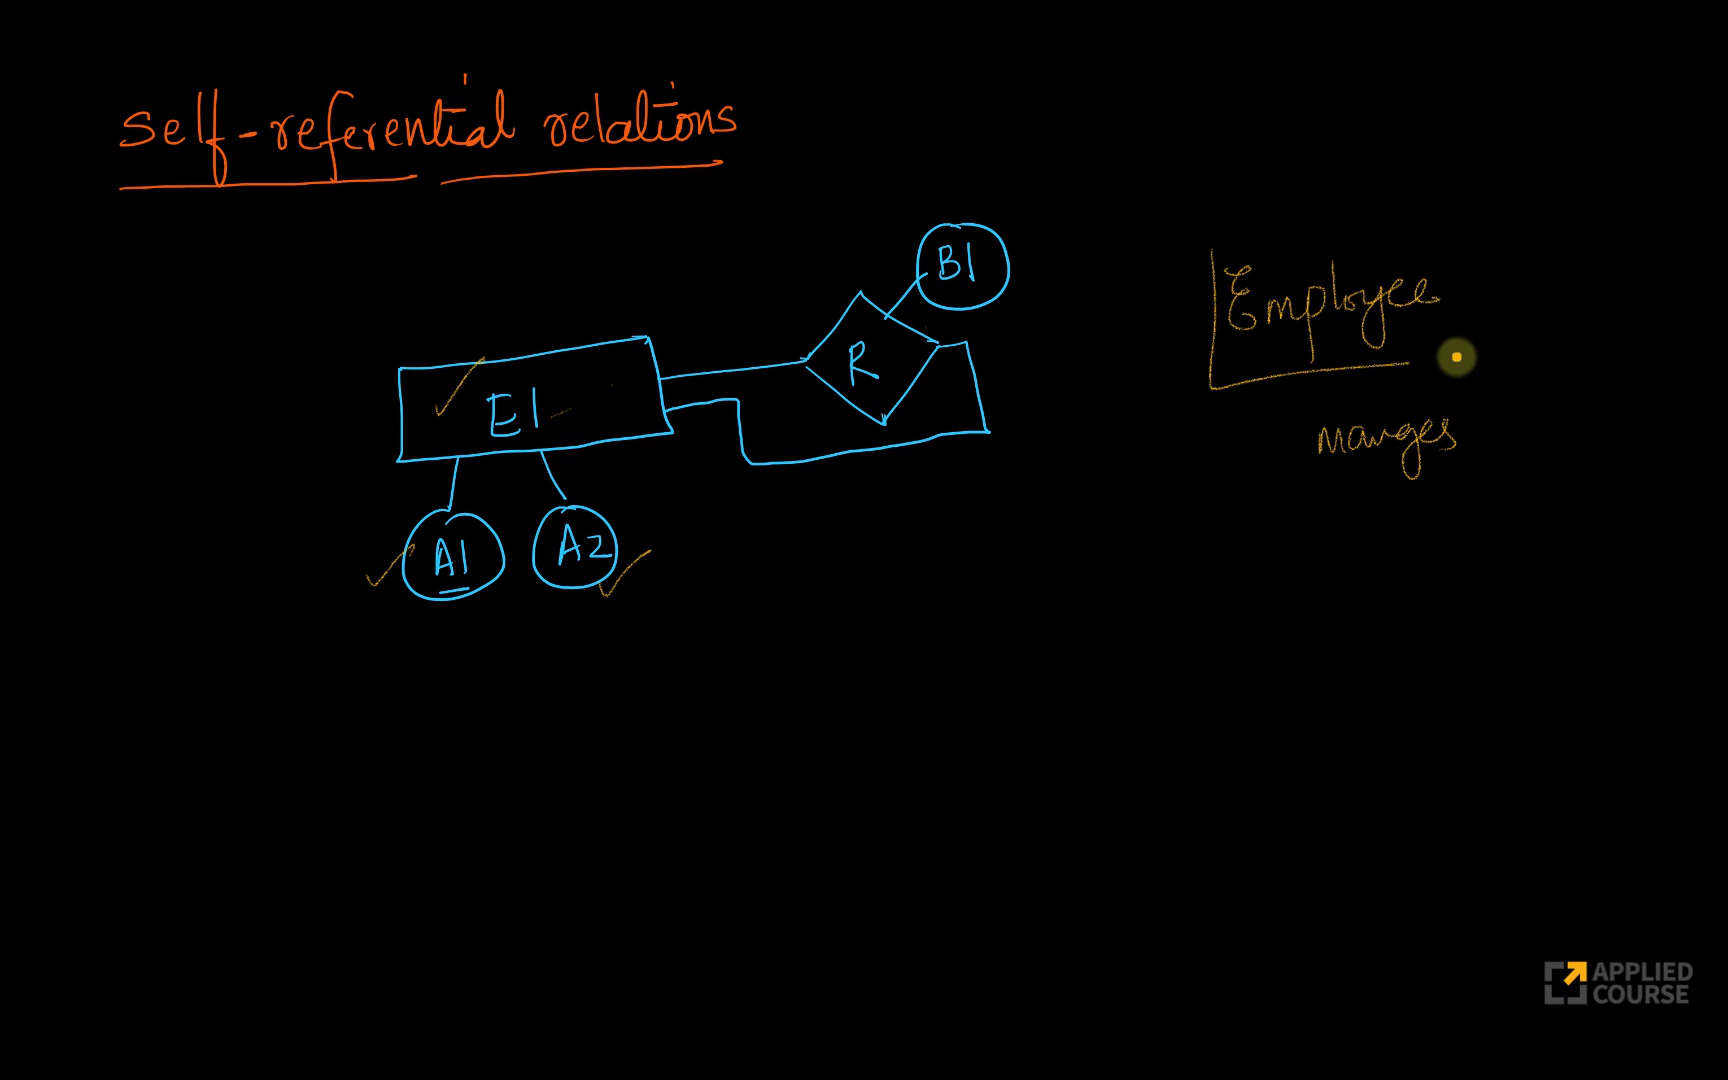 Self-referential relations
B1
R
E1
A1
A2
Employee
manges
APPLIED
COURSE